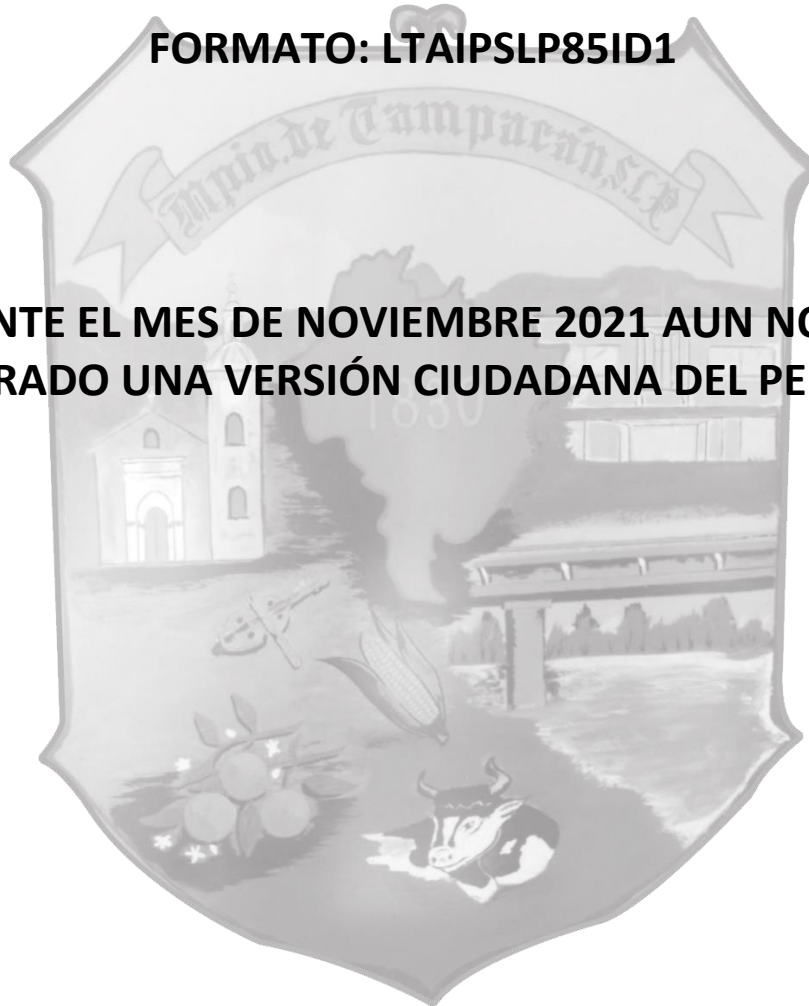 FORMATO: LTAIPSLP85ID1
Mpio. de Tampacán, S.L.P.
NTE EL MES DE NOVIEMBRE 2021 AUN NO
RADO UNA VERSIÓN CIUDADANA DEL PE
1830